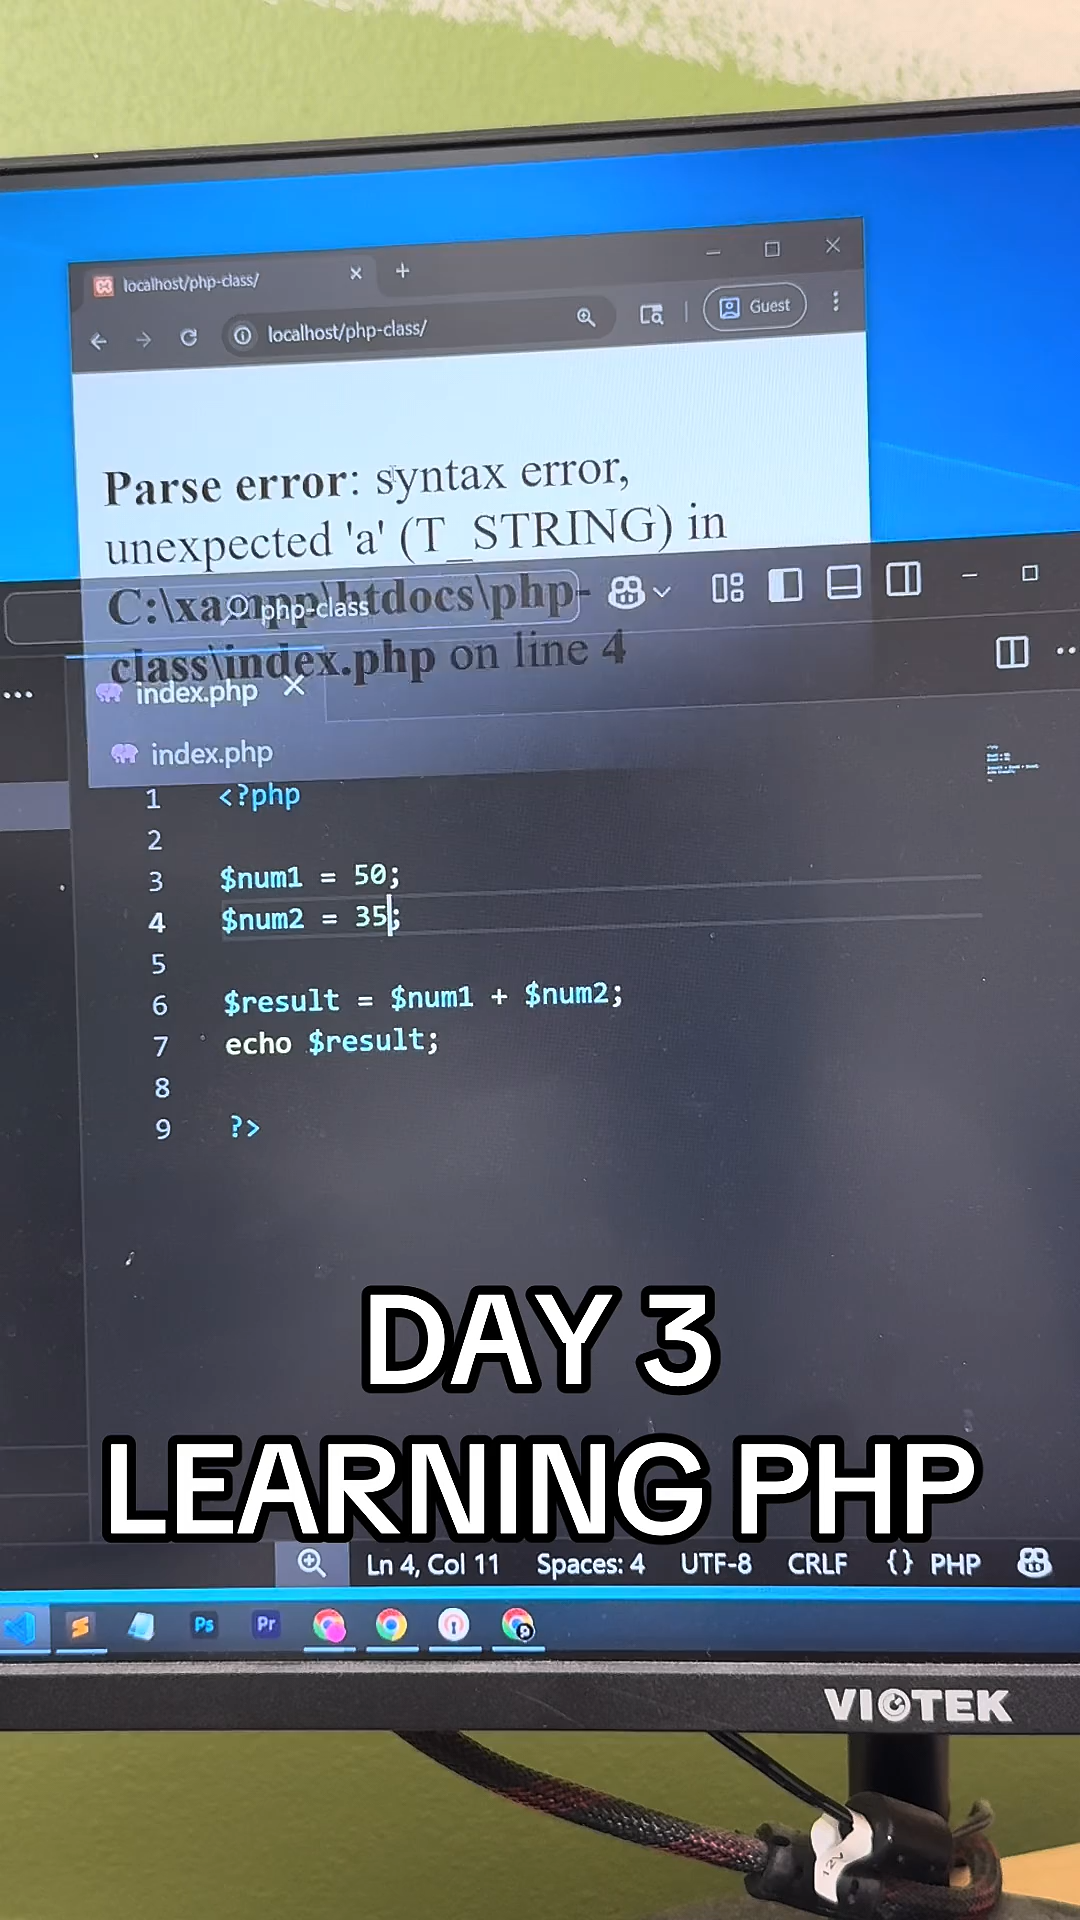 localhost/php-class/
localhost/php-class/
Guest
Parse error: syntax error,
unexpected 'a' (T_STRING) in
C:\xampp\htdocs\php-
class\index.php on line 4
php-class
index.php
index.php
1 <?php
2
3 $num1 = 50;
4 $num2 = 35;
5
6 $result = $num1 + $num2;
7 echo $result;
8
9 ?>
DAY 3
LEARNING PHP
Ln 4, Col 11 Spaces: 4 UTF-8 CRLF {} PHP
Ps Pr
VIOTEK
12V